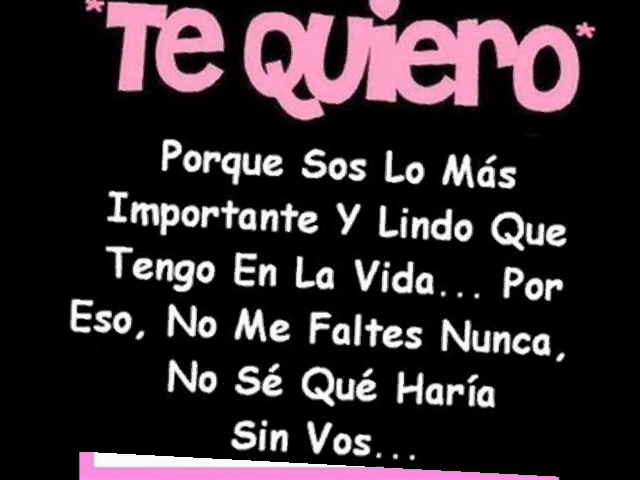 *Te Quiero*
Porque Sos Lo Más
Importante Y Lindo Que
Tengo En La Vida... Por
Eso, No Me Faltes Nunca,
No Sé Qué Haría
Sin Vos...